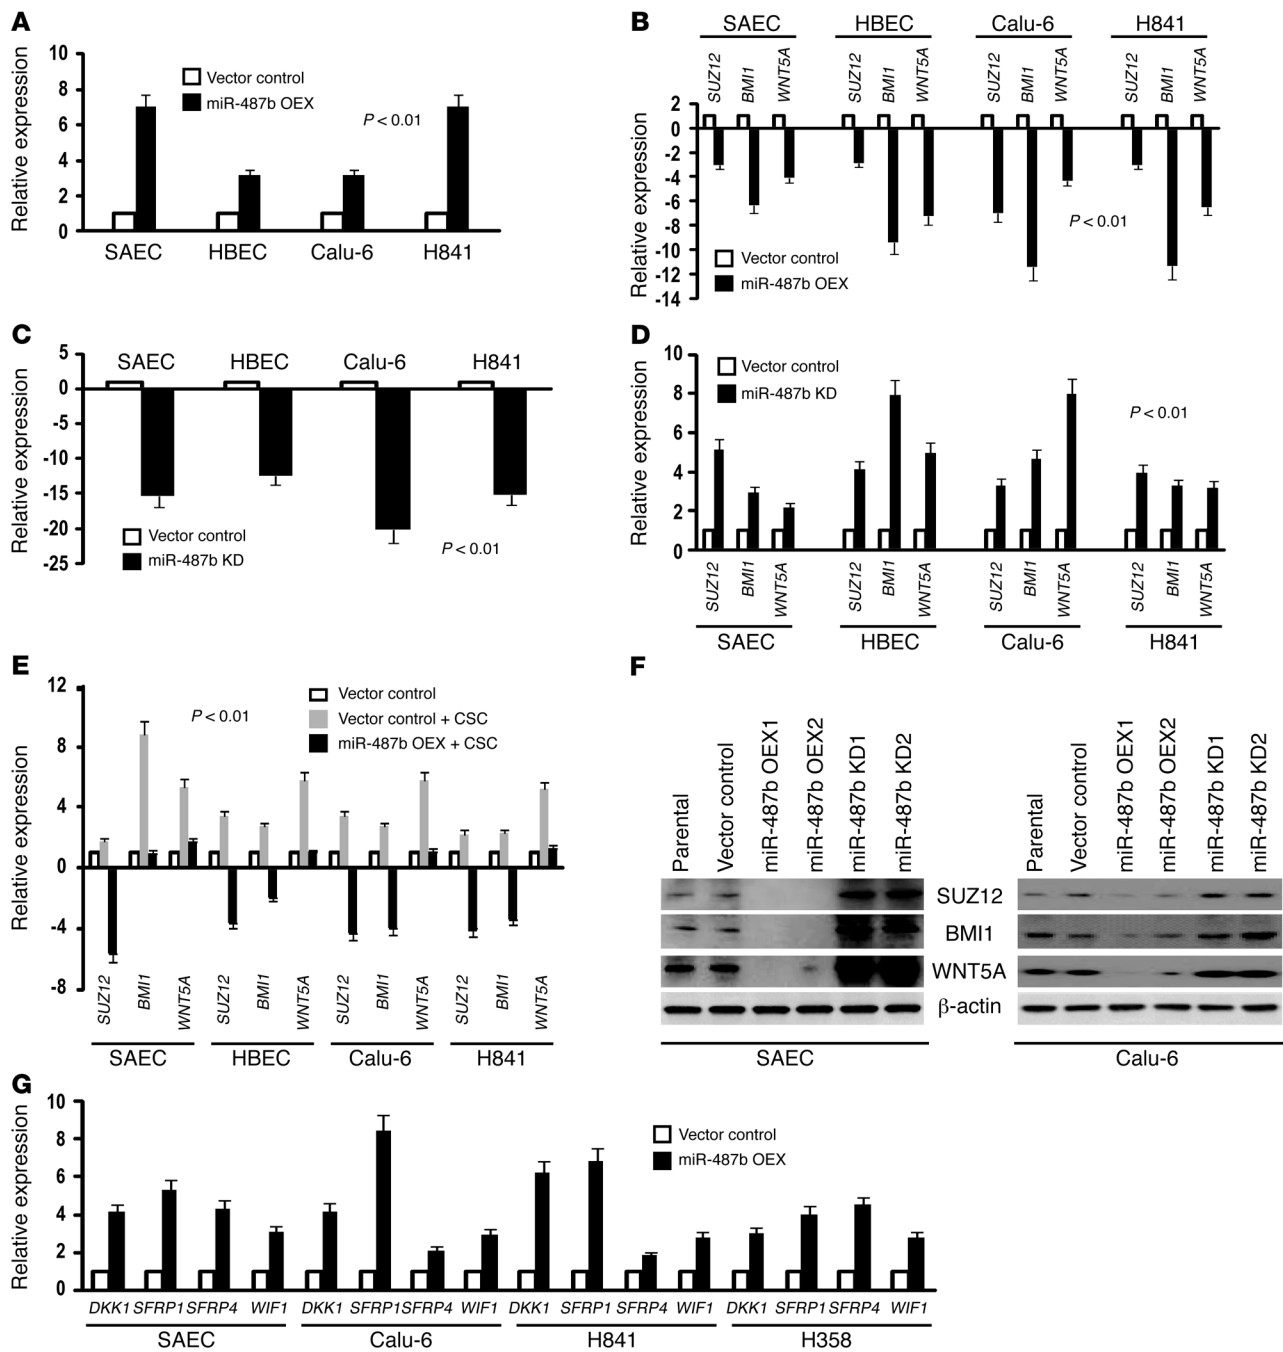 A
Relative expression
10
8
6
4
2
0
Vector control
miR-487b OEX
P < 0.01
SAEC
HBEC
Calu-6
H841
B
SAEC
HBEC
Calu-6
H841
SUZ12
BMI1
WNT5A
SUZ12
BMI1
WNT5A
SUZ12
BMI1
WNT5A
SUZ12
BMI1
WNT5A
Relative expression
2
0
-2
-4
-6
-8
-10
-12
-14
P < 0.01
Vector control
miR-487b OEX
C
Relative expression
5
0
-5
-10
-15
-20
-25
SAEC
HBEC
Calu-6
H841
Vector control
miR-487b KD
P < 0.01
D
Relative expression
10
8
6
4
2
0
Vector control
miR-487b KD
P < 0.01
SUZ12
BMI1
WNT5A
SUZ12
BMI1
WNT5A
SUZ12
BMI1
WNT5A
SUZ12
BMI1
WNT5A
SAEC
HBEC
Calu-6
H841
E
Relative expression
12
8
4
0
-4
-8
P < 0.01
Vector control
Vector control + CSC
miR-487b OEX + CSC
SUZ12
BMI1
WNT5A
SUZ12
BMI1
WNT5A
SUZ12
BMI1
WNT5A
SUZ12
BMI1
WNT5A
SAEC
HBEC
Calu-6
H841
F
Parental
Vector control
miR-487b OEX1
miR-487b OEX2
miR-487b KD1
miR-487b KD2
Parental
Vector control
miR-487b OEX1
miR-487b OEX2
miR-487b KD1
miR-487b KD2
SUZ12
BMI1
WNT5A
β-actin
SAEC
Calu-6
G
Relative expression
10
8
6
4
2
0
Vector control
miR-487b OEX
DKK1 SFRP1 SFRP4 WIF1
DKK1 SFRP1 SFRP4 WIF1
DKK1 SFRP1 SFRP4 WIF1
DKK1 SFRP1 SFRP4 WIF1
SAEC
Calu-6
H841
H358